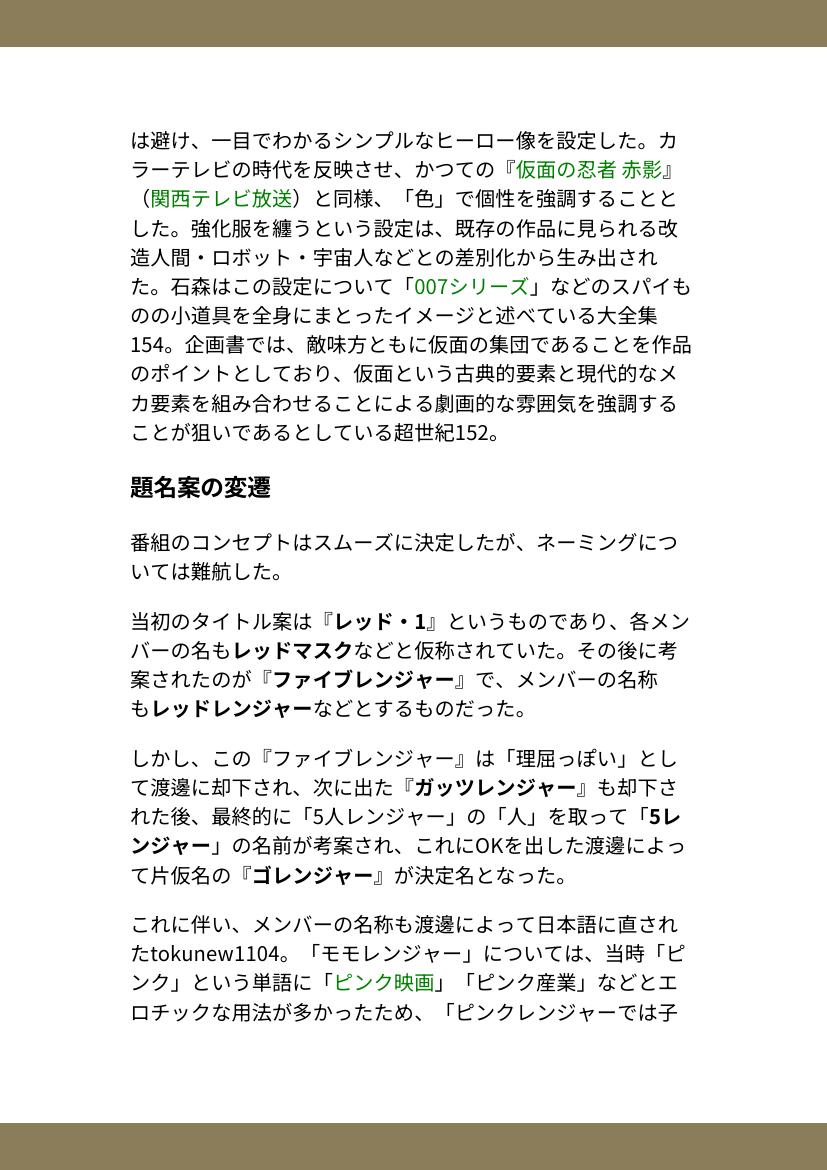 は避け、一目でわかるシンプルなヒーロー像を設定した。カ
ラーテレビの時代を反映させ、かつての『仮面の忍者 赤影』
（関西テレビ放送）と同様、「色」で個性を強調することと
した。強化服を纏うという設定は、既存の作品に見られる改
造人間・ロボット・宇宙人などとの差別化から生み出され
た。石森はこの設定について「007シリーズ」などのスパイも
のの小道具を全身にまとったイメージと述べている大全集
154。企画書では、敵味方ともに仮面の集団であることを作品
のポイントとしており、仮面という古典的要素と現代的なメ
カ要素を組み合わせることによる劇画的な雰囲気を強調する
ことが狙いであるとしている超世紀152。
題名案の変遷
番組のコンセプトはスムーズに決定したが、ネーミングにつ
いては難航した。
当初のタイトル案は『レッド・1』というものであり、各メン
バーの名もレッドマスクなどと仮称されていた。その後に考
案されたのが『ファイブレンジャー』で、メンバーの名称
もレッドレンジャーなどとするものだった。
しかし、この『ファイブレンジャー』は「理屈っぽい」とし
て渡邊に却下され、次に出た『ガッツレンジャー』も却下さ
れた後、最終的に「5人レンジャー」の「人」を取って「5レ
ンジャー」の名前が考案され、これにOKを出した渡邊によっ
て片仮名の『ゴレンジャー』が決定名となった。
これに伴い、メンバーの名称も渡邊によって日本語に直され
たtokunew1104。「モモレンジャー」については、当時「ピ
ンク」という単語に「ピンク映画」「ピンク産業」などとエ
ロチックな用法が多かったため、「ピンクレンジャーでは子